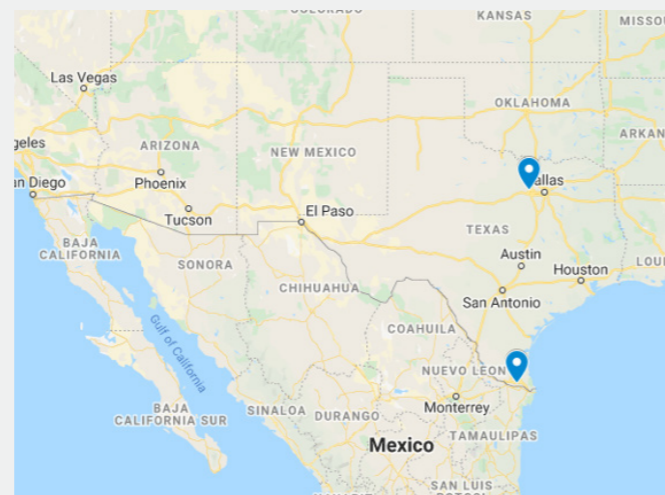 COLORADO
KANSAS
MISSOU
Las Vegas
OKLAHOMA
geles
ARIZONA
NEW MEXICO
ARKAN
an Diego
Phoenix
allas
Tucson
El Paso
TEXAS
BAJA
CALIFORNIA
SONORA
Austin
Houston
LOUI
CHIHUAHUA
San Antonio
Gulf of California
COAHUILA
NUEVO LEON
BAJA
CALIFORNIA SUR
SINALOA
DURANGO
Monterrey
Mexico
TAMAULIPAS
SAN LUIS